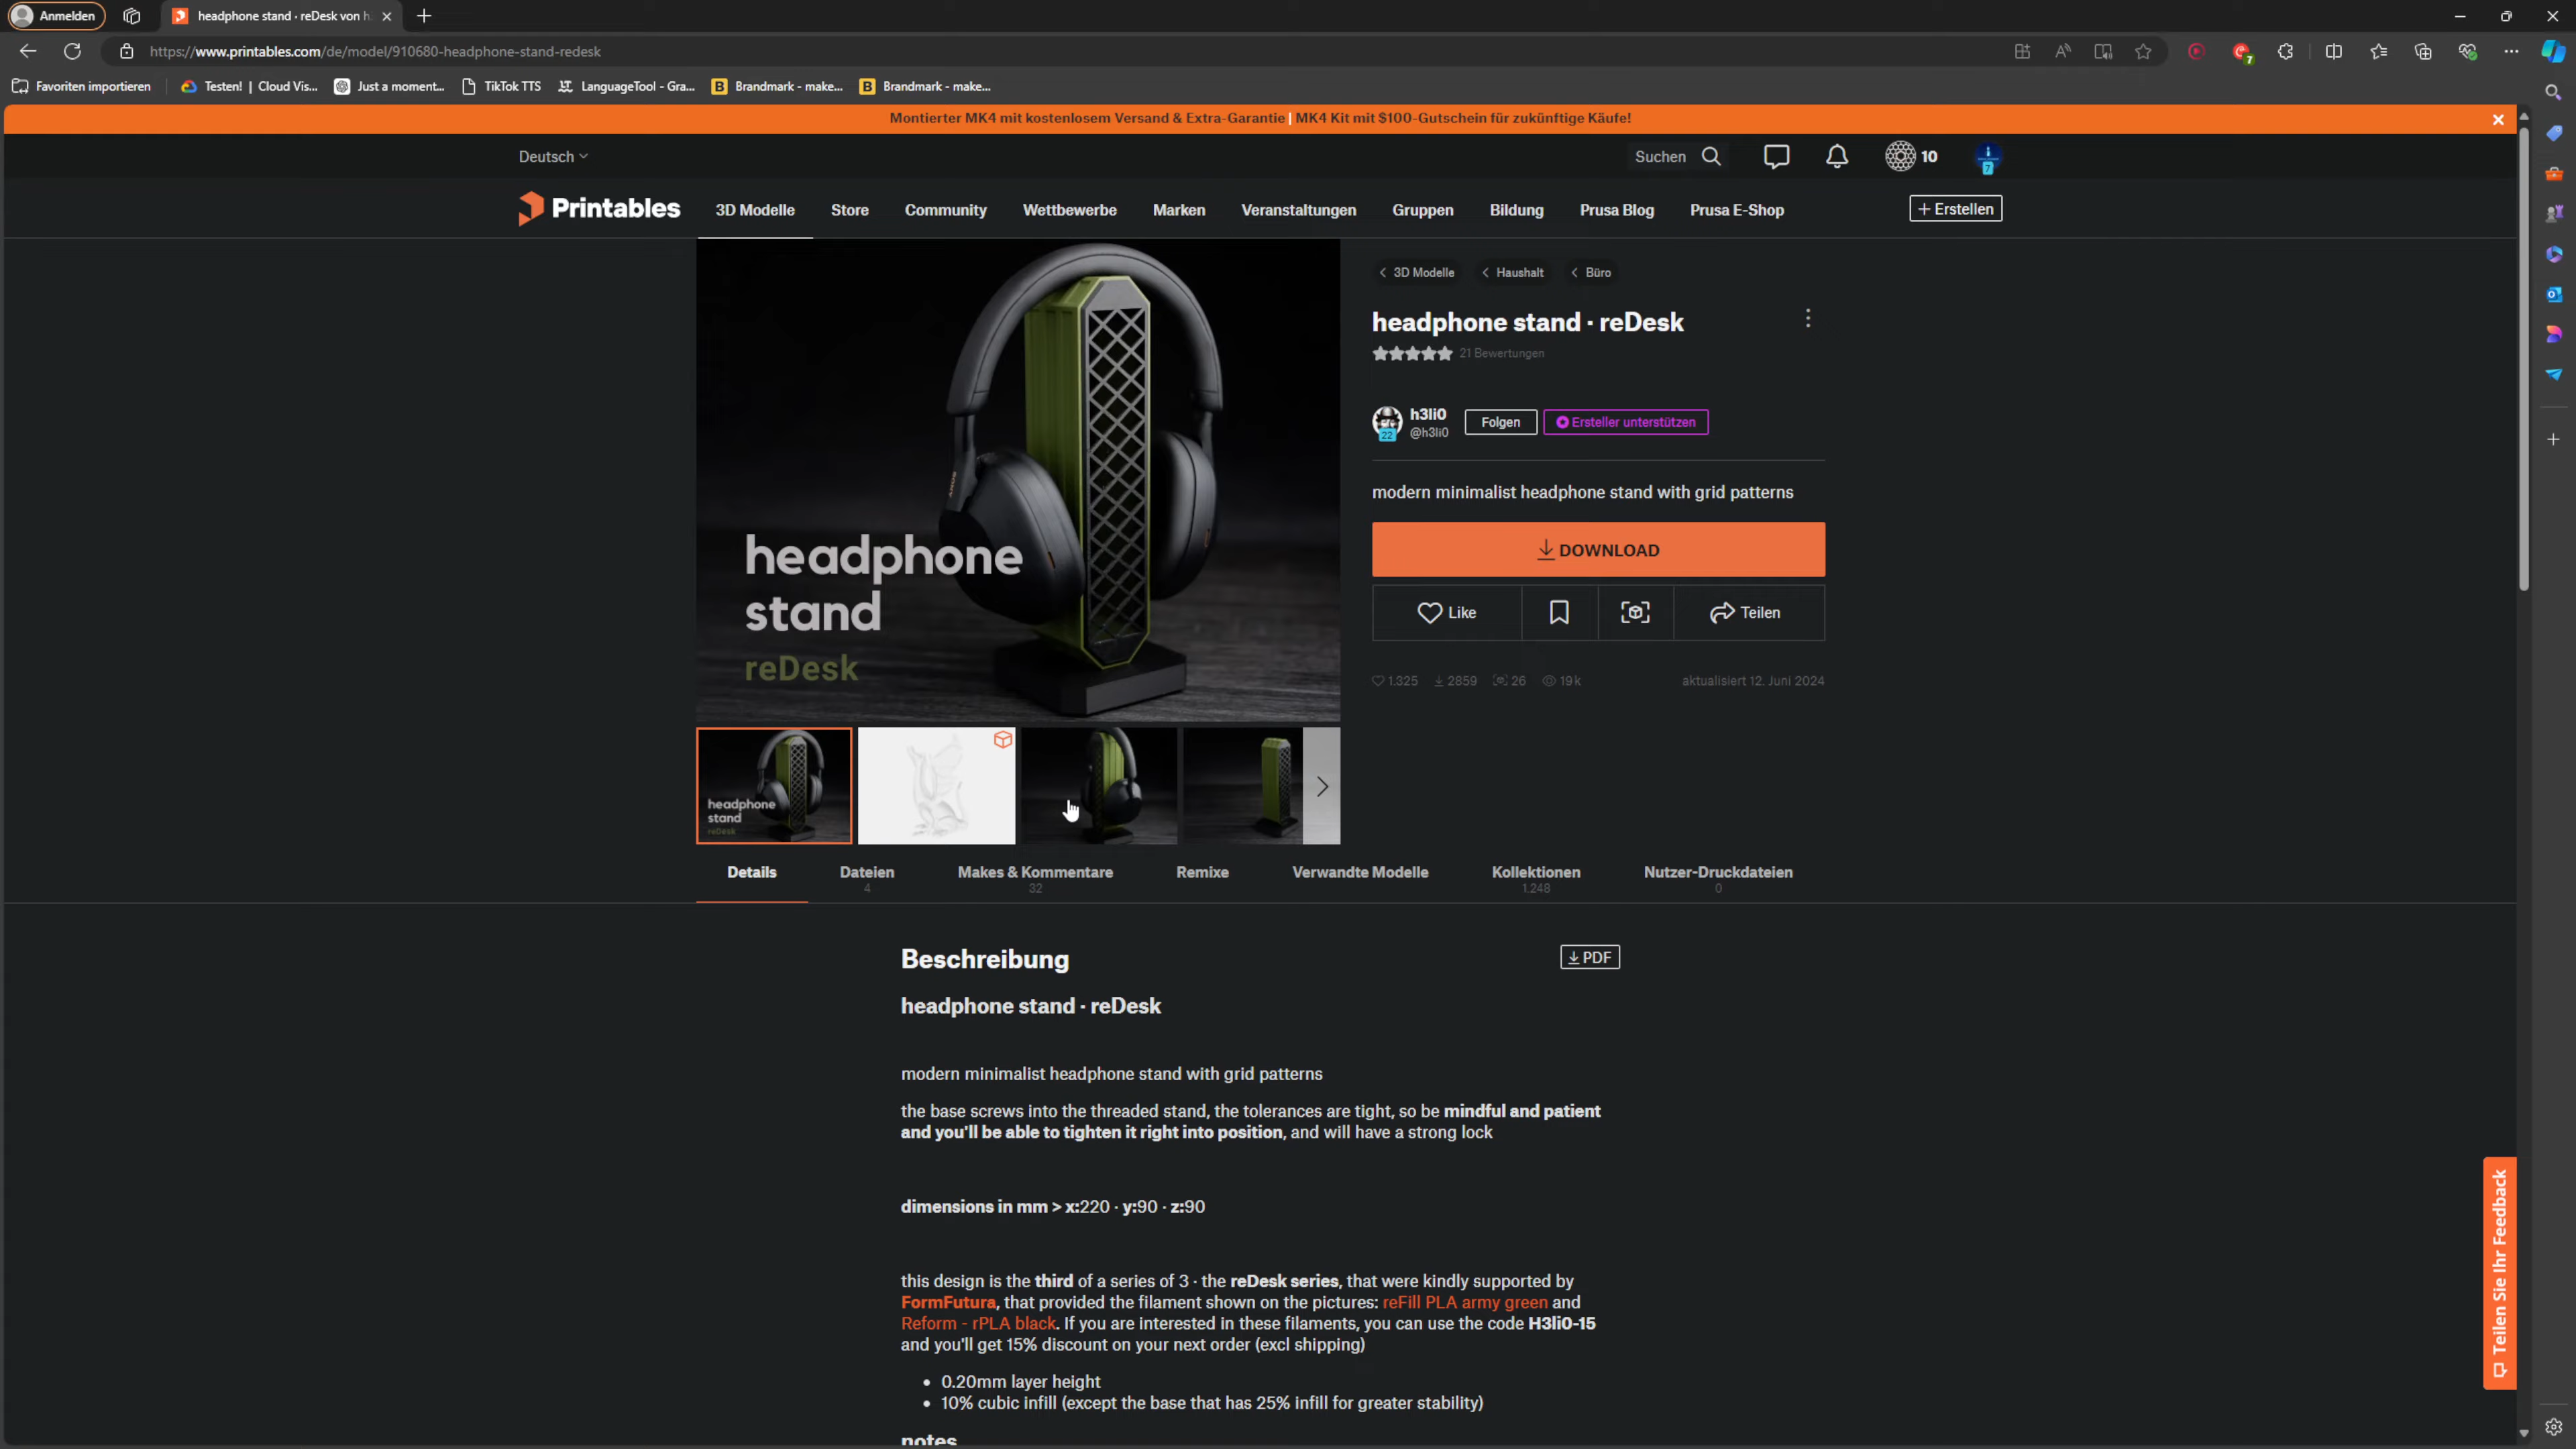 Anmelden
headphone stand · reDesk von h
https://www.printables.com/de/model/910680-headphone-stand-redesk
Favoriten importieren
Testen! | Cloud Vis...
Just a moment...
TikTok TTS
LanguageTool - Gra...
Brandmark - make...
Brandmark - make...
7
Montierter MK4 mit kostenlosem Versand & Extra-Garantie | MK4 Kit mit $100-Gutschein für zukünftige Käufe!
Deutsch
Suchen
10
7
Printables
3D Modelle
Store
Community
Wettbewerbe
Marken
Veranstaltungen
Gruppen
Bildung
Prusa Blog
Prusa E-Shop
+ Erstellen
SONY
headphone
stand
reDesk
3D Modelle
Haushalt
Büro
headphone stand · reDesk
21 Bewertungen
h3li0
@h3li0
22
Folgen
Ersteller unterstützen
modern minimalist headphone stand with grid patterns
DOWNLOAD
Like
Teilen
1.325
2859
26
19k
aktualisiert 12. Juni 2024
headphone
stand
reDesk
Details
Dateien
4
Makes & Kommentare
32
Remixe
Verwandte Modelle
Kollektionen
1.248
Nutzer-Druckdateien
0
Beschreibung
PDF
headphone stand · reDesk
modern minimalist headphone stand with grid patterns
the base screws into the threaded stand, the tolerances are tight, so be mindful and patient
and you'll be able to tighten it right into position, and will have a strong lock
dimensions in mm > x:220 · y:90 · z:90
this design is the third of a series of 3 · the reDesk series, that were kindly supported by
FormFutura, that provided the filament shown on the pictures: reFill PLA army green and
Reform - rPLA black. If you are interested in these filaments, you can use the code H3li0-15
and you'll get 15% discount on your next order (excl shipping)
• 0.20mm layer height
• 10% cubic infill (except the base that has 25% infill for greater stability)
notes
Teilen Sie Ihr Feedback